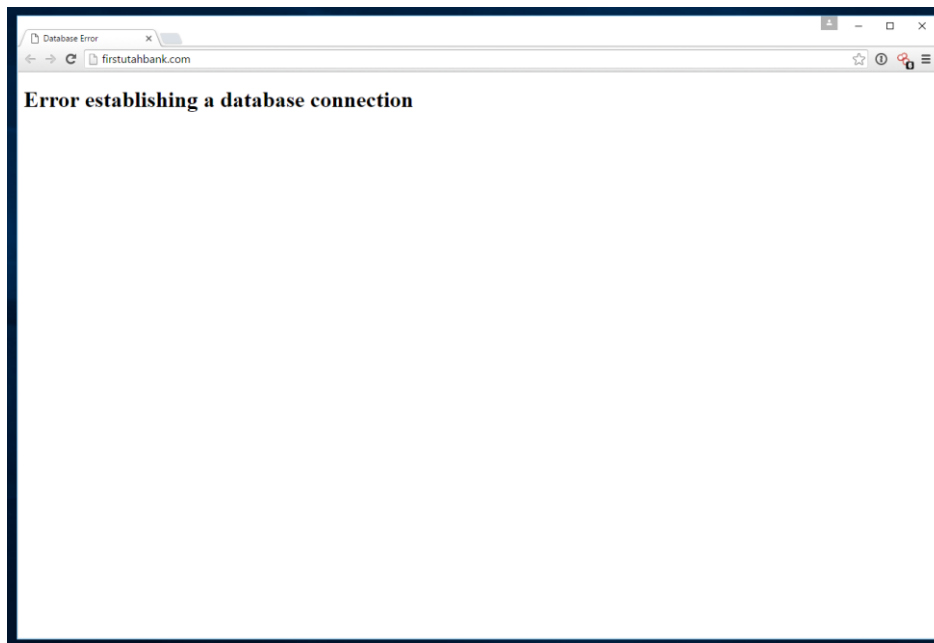 Database Error
firstutahbank.com
Error establishing a database connection